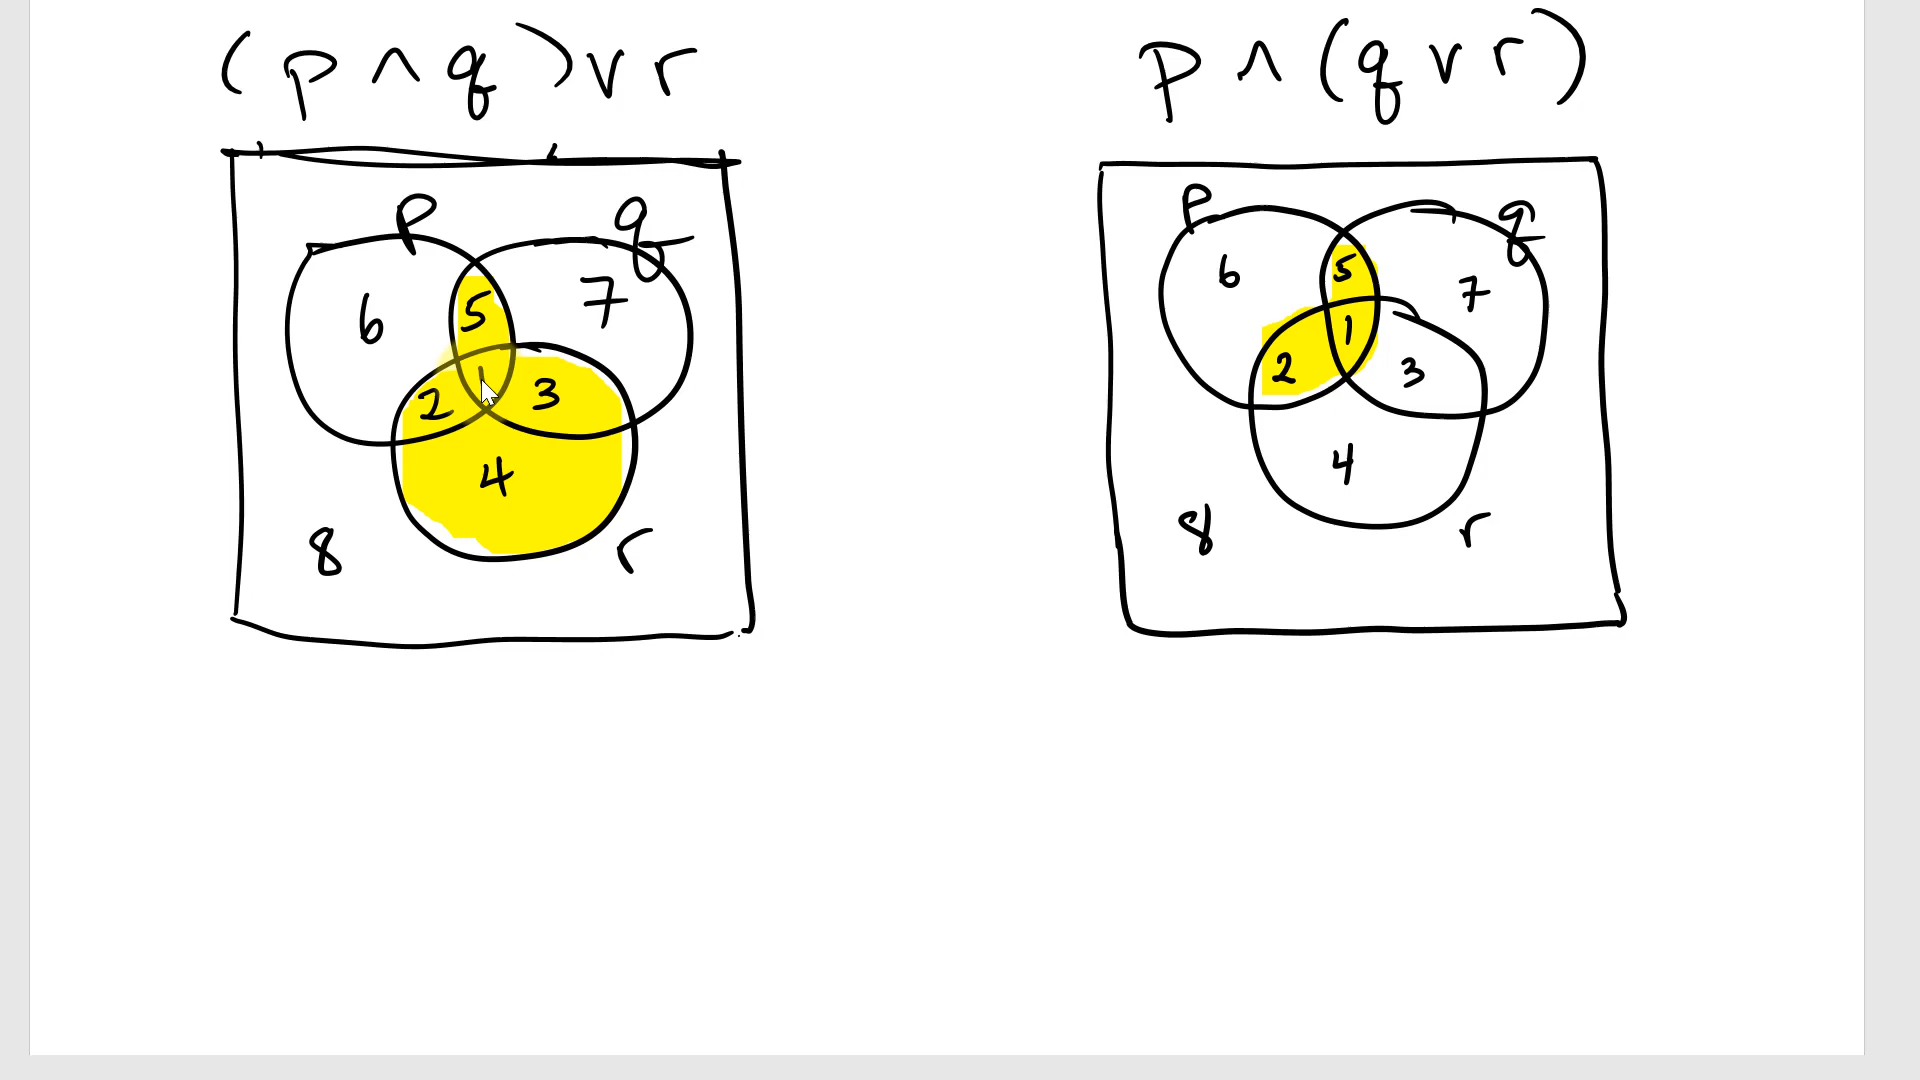 (p ∧ q) ∨ r
p q
6 5 7
2 1 3
4
8 r
p ∧ (q ∨ r)
p q
6 5 7
2 1 3
4
8 r